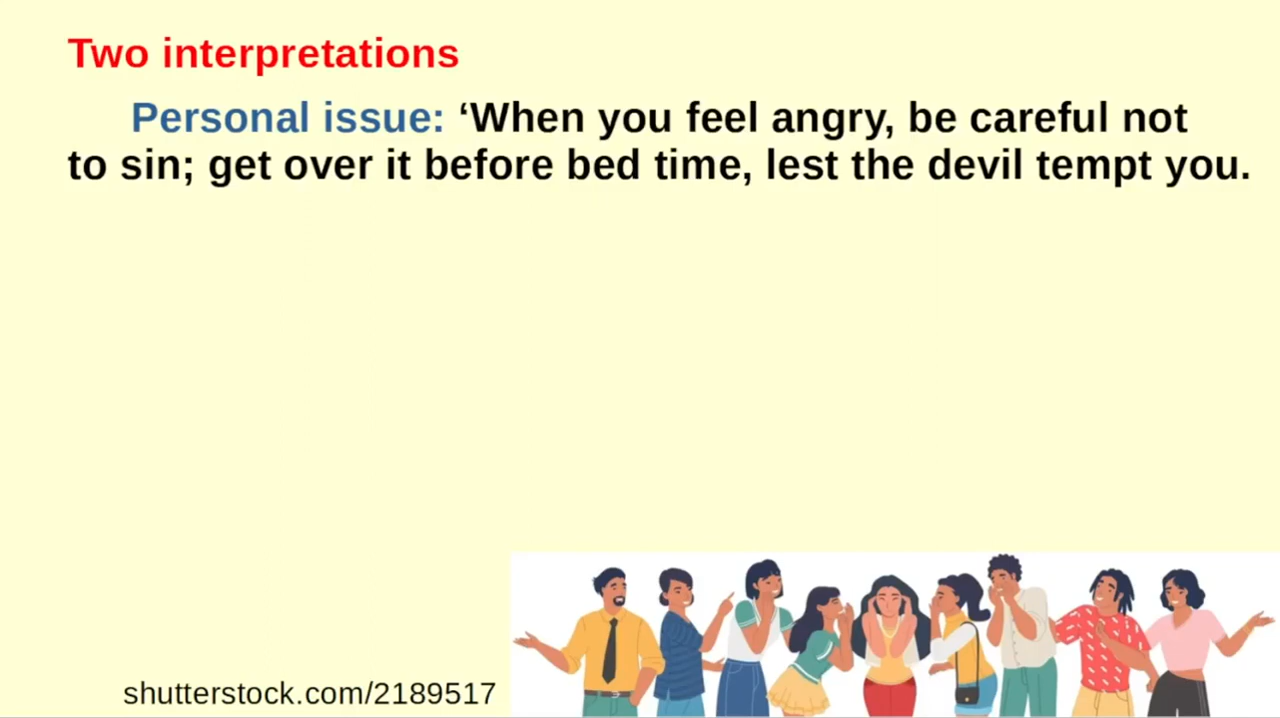 Two interpretations
Personal issue: ‘When you feel angry, be careful not
to sin; get over it before bed time, lest the devil tempt you.
shutterstock.com/2189517